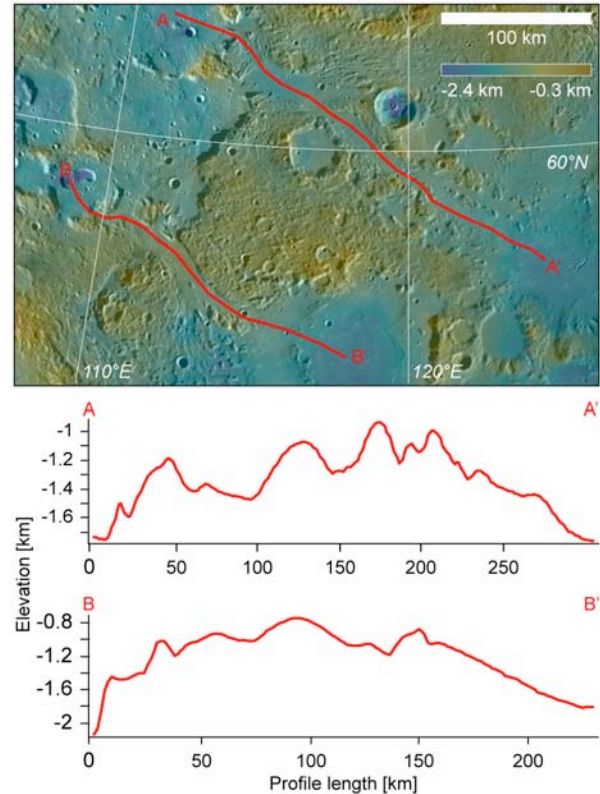 A
100 km
-2.4 km -0.3 km
60°N
B
A'
B'
110°E
120°E
A A'
-1
-1.2
-1.4
-1.6
0 50 100 150 200 250
Elevation [km]
B B'
-0.8
-1.2
-1.6
-2
0 50 100 150 200
Profile length [km]